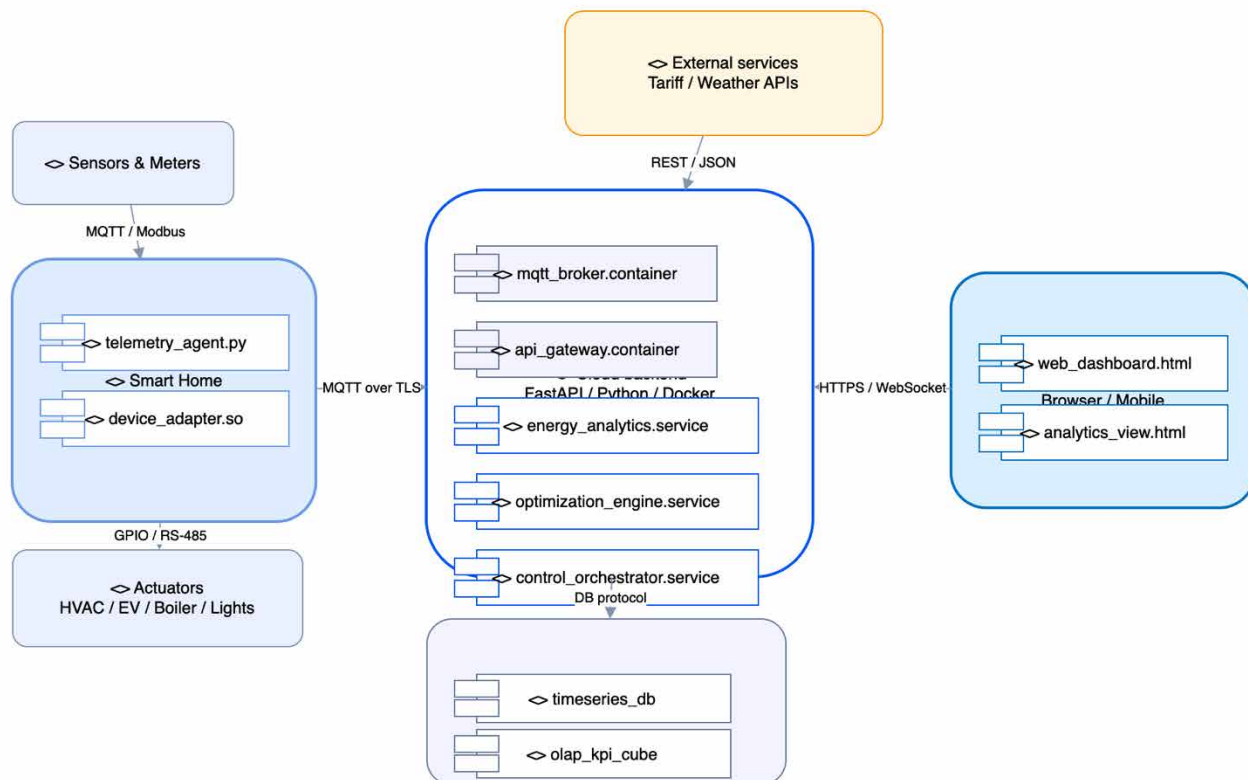 <> External services
Tariff / Weather APIs
<> Sensors & Meters
REST / JSON
MQTT / Modbus
<> mqtt_broker.container
<> telemetry_agent.py
<> api_gateway.container
<> web_dashboard.html
<> Smart Home
MQTT over TLS
HTTPS / WebSocket
FastAPI / Python / Docker
Browser / Mobile
<> device_adapter.so
<> energy_analytics.service
<> analytics_view.html
<> optimization_engine.service
GPIO / RS-485
<> Actuators
HVAC / EV / Boiler / Lights
<> control_orchestrator.service
DB protocol
<> timeseries_db
<> olap_kpi_cube